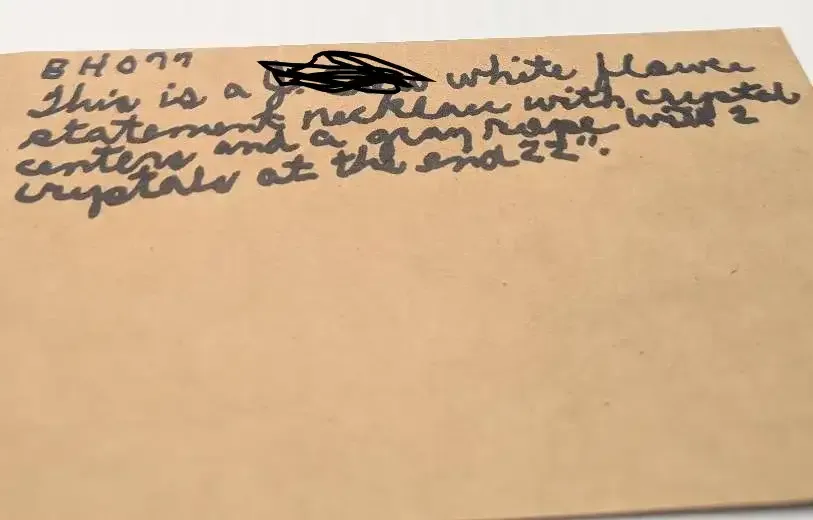 BH077
This is a white flower
statement necklace with crystal
centers and a gray rope with 2
crystals at the end 22".